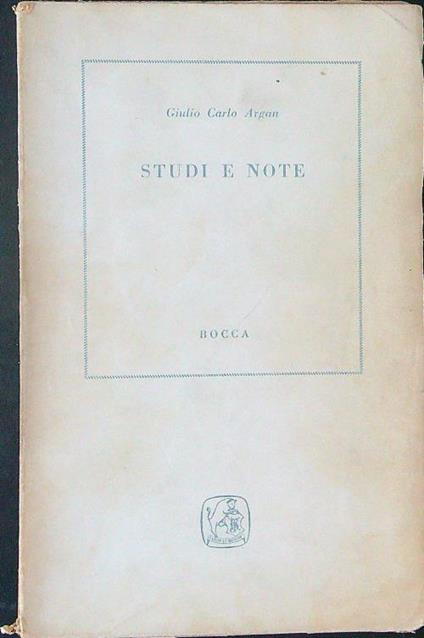 Giulio Carlo Argan
STUDI E NOTE
BOCCA